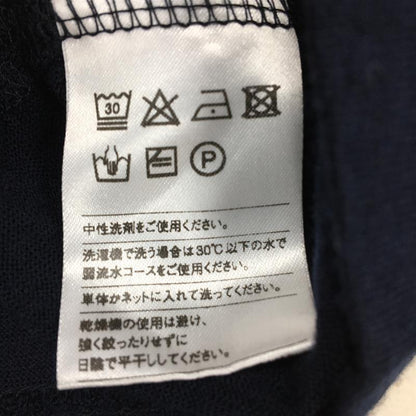 30
P
中性洗剤をご使用ください。
洗濯機で洗う場合は30℃以下の水で
弱流水コースをご使用ください。
単体かネットに入れて洗ってください。
乾燥機の使用は避け、
強く絞ったりせずに
日陰で平干ししてください。